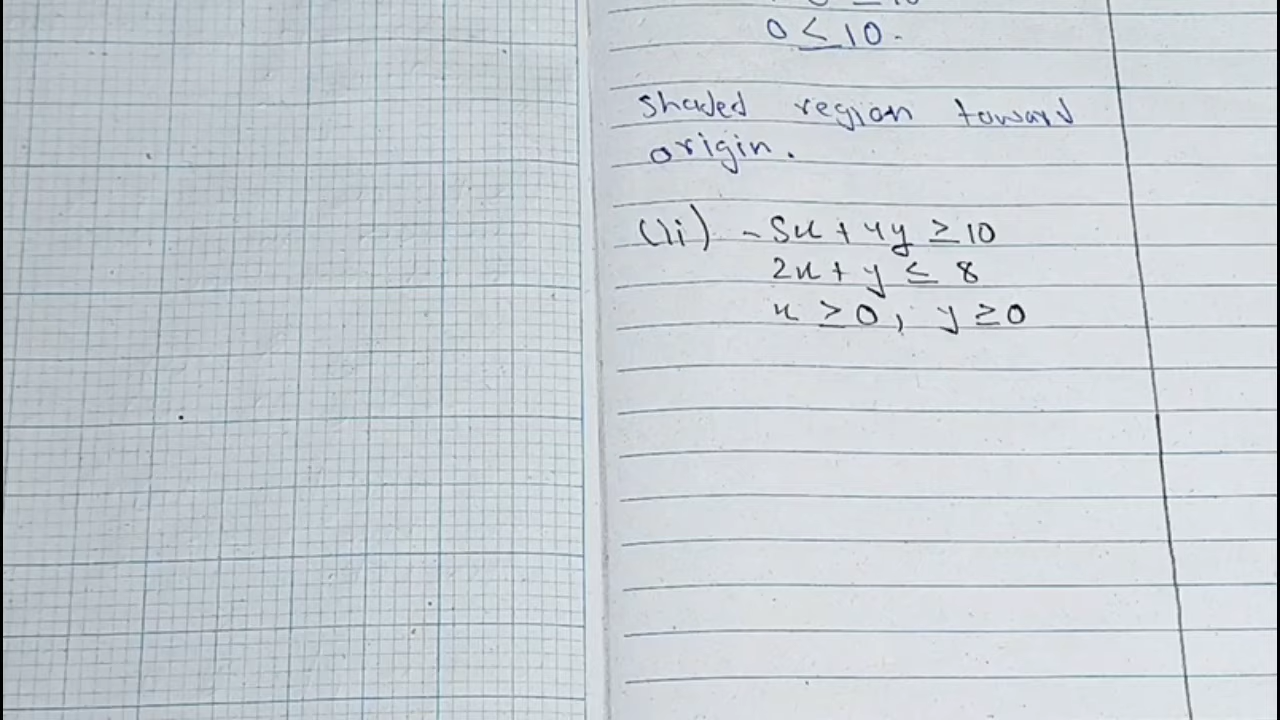 0 ≤ 10.
shaded region toward
origin.
(ii) -5x + 4y ≥ 10
2x + y ≤ 8
x ≥ 0, y ≥ 0